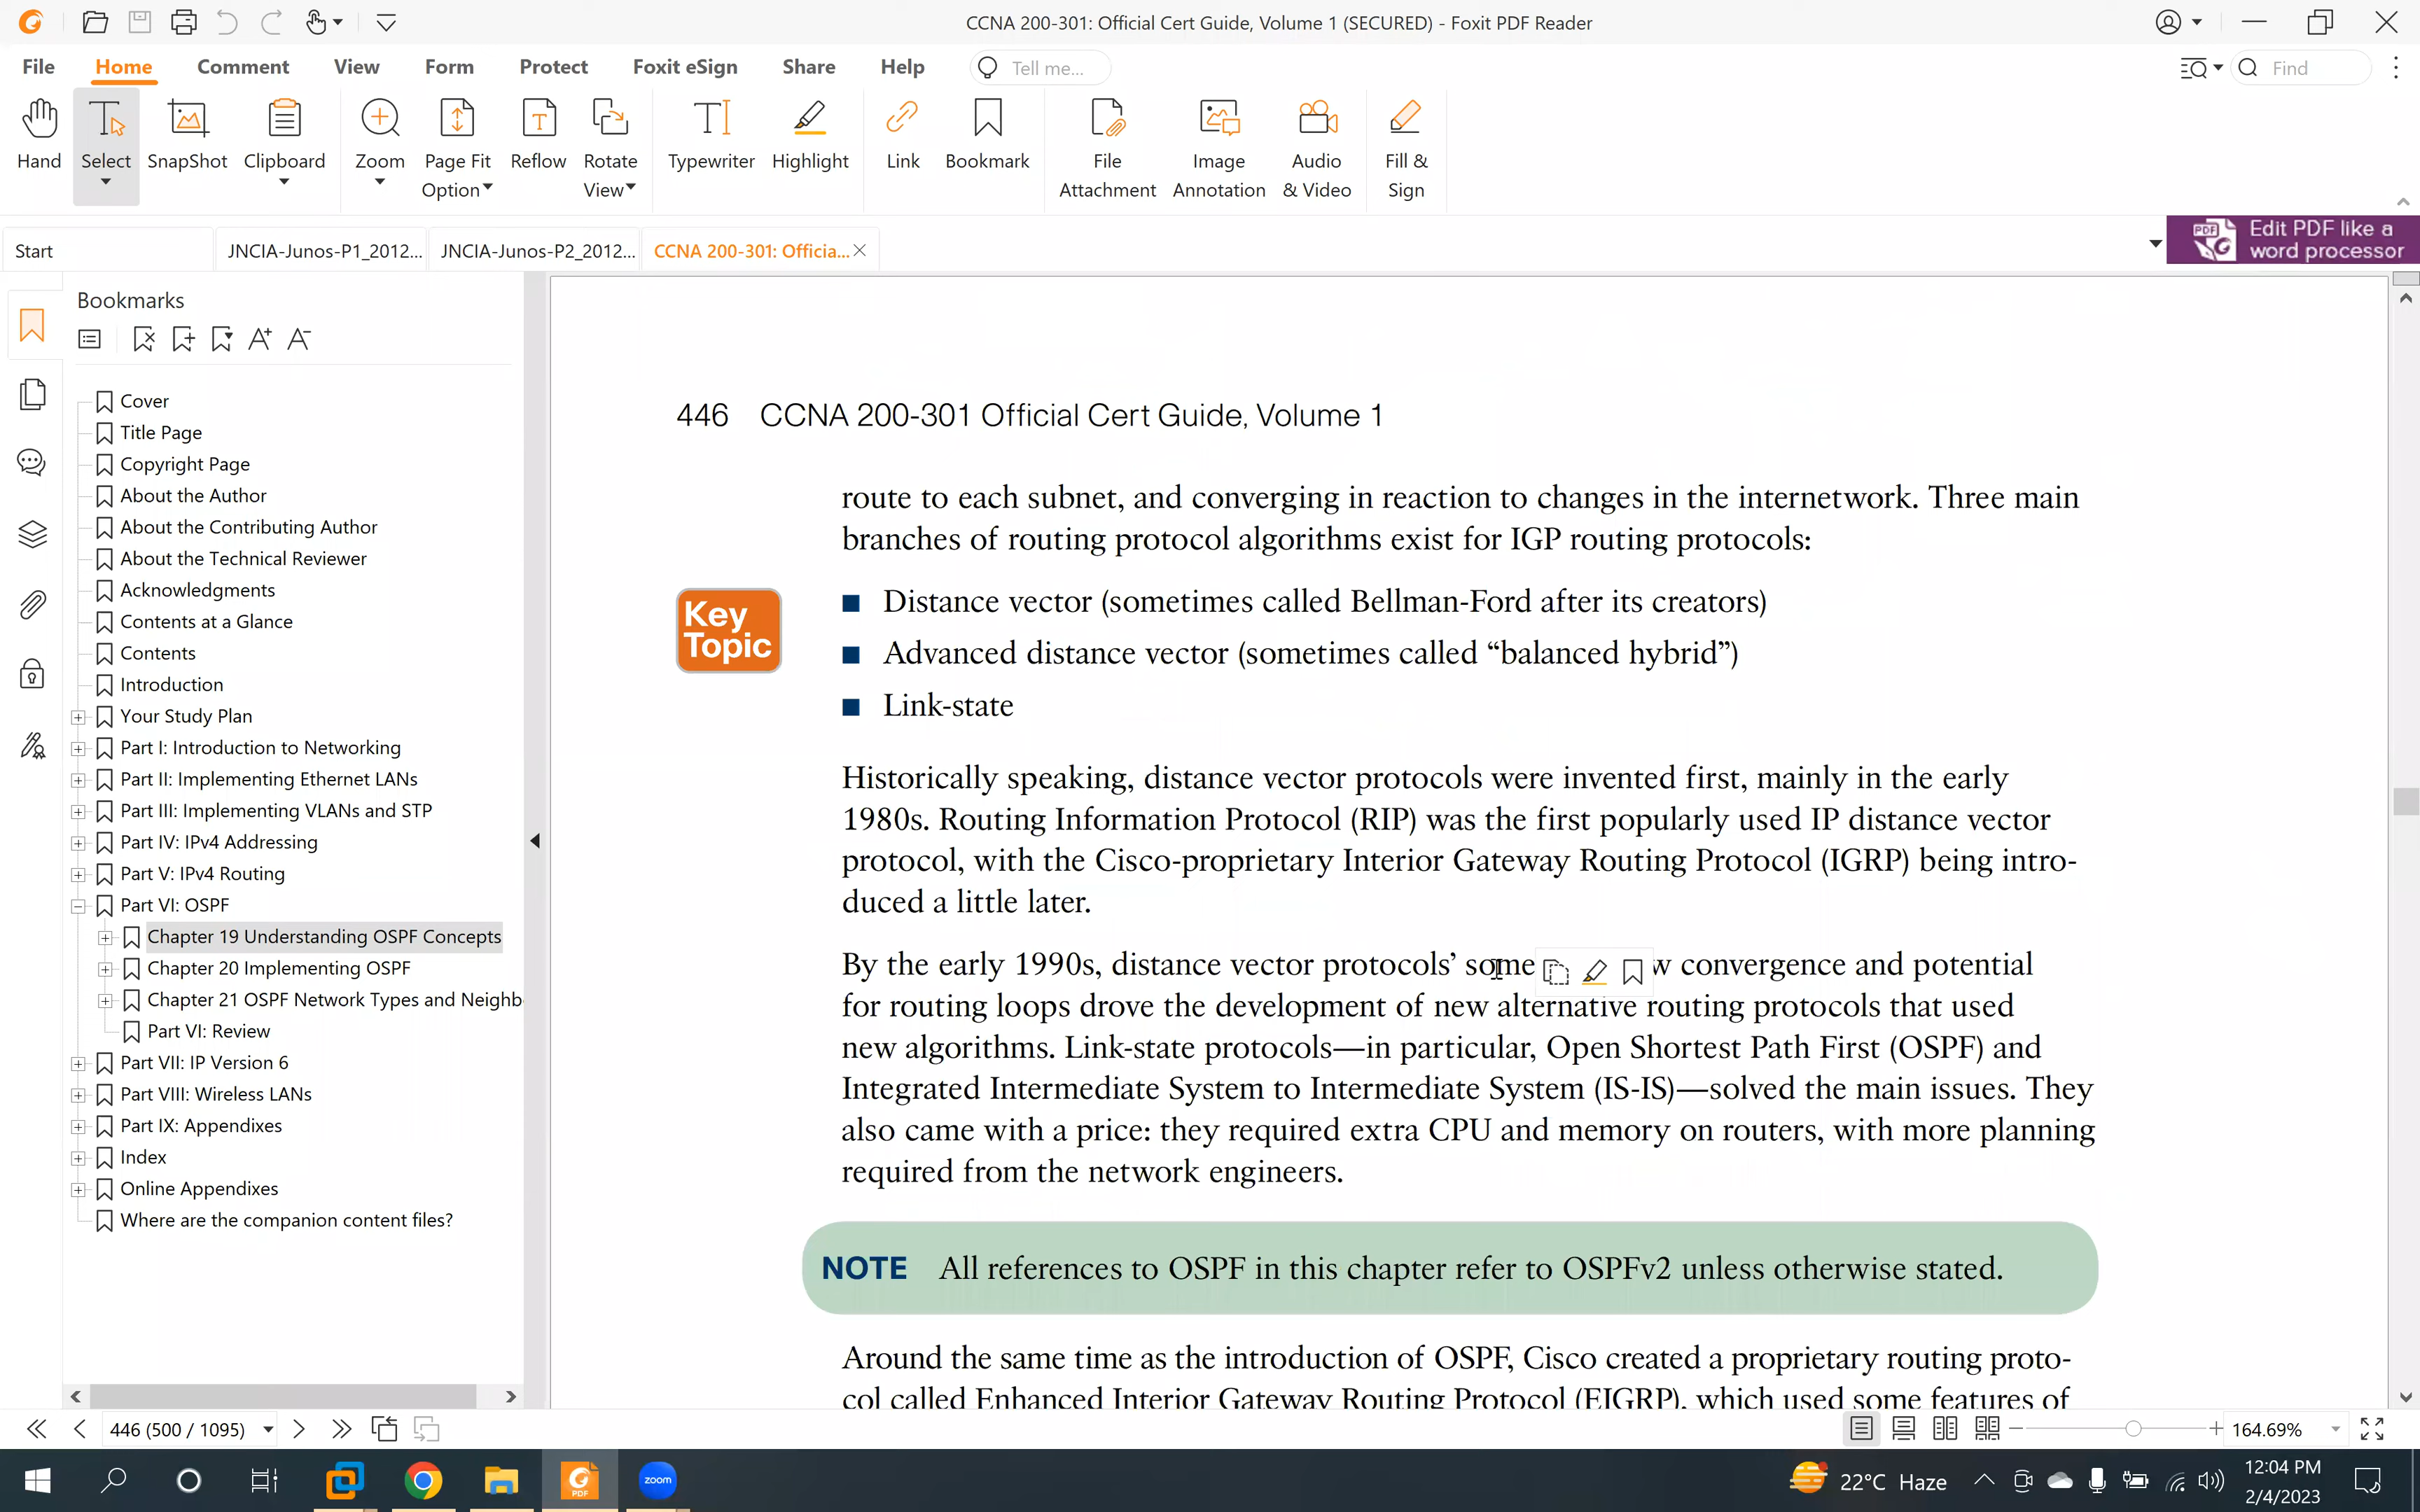 CCNA 200-301: Official Cert Guide, Volume 1 (SECURED) - Foxit PDF Reader
File Home Comment View Form Protect Foxit eSign Share Help Tell me... Find
Hand Select SnapShot Clipboard Zoom Page Fit Option Reflow Rotate View Typewriter Highlight Link Bookmark File Attachment Image Annotation Audio & Video Fill & Sign
Start JNCIA-Junos-P1_2012... JNCIA-Junos-P2_2012... CCNA 200-301: Officia...
Edit PDF like a
word processor
Bookmarks
Cover
Title Page
Copyright Page
About the Author
About the Contributing Author
About the Technical Reviewer
Acknowledgments
Contents at a Glance
Contents
Introduction
Your Study Plan
Part I: Introduction to Networking
Part II: Implementing Ethernet LANs
Part III: Implementing VLANs and STP
Part IV: IPv4 Addressing
Part V: IPv4 Routing
Part VI: OSPF
Chapter 19 Understanding OSPF Concepts
Chapter 20 Implementing OSPF
Chapter 21 OSPF Network Types and Neighb
Part VI: Review
Part VII: IP Version 6
Part VIII: Wireless LANs
Part IX: Appendixes
Index
Online Appendixes
Where are the companion content files?
446 CCNA 200-301 Official Cert Guide, Volume 1
route to each subnet, and converging in reaction to changes in the internetwork. Three main
branches of routing protocol algorithms exist for IGP routing protocols:
Key
Topic
■ Distance vector (sometimes called Bellman-Ford after its creators)
■ Advanced distance vector (sometimes called “balanced hybrid”)
■ Link-state
Historically speaking, distance vector protocols were invented first, mainly in the early
1980s. Routing Information Protocol (RIP) was the first popularly used IP distance vector
protocol, with the Cisco-proprietary Interior Gateway Routing Protocol (IGRP) being intro-
duced a little later.
By the early 1990s, distance vector protocols’ some w convergence and potential
for routing loops drove the development of new alternative routing protocols that used
new algorithms. Link-state protocols—in particular, Open Shortest Path First (OSPF) and
Integrated Intermediate System to Intermediate System (IS-IS)—solved the main issues. They
also came with a price: they required extra CPU and memory on routers, with more planning
required from the network engineers.
NOTE All references to OSPF in this chapter refer to OSPFv2 unless otherwise stated.
Around the same time as the introduction of OSPF, Cisco created a proprietary routing proto-
col called Enhanced Interior Gateway Routing Protocol (EIGRP), which used some features of
446 (500 / 1095)
164.69%
PDF
zoom
22°C Haze
12:04 PM
2/4/2023